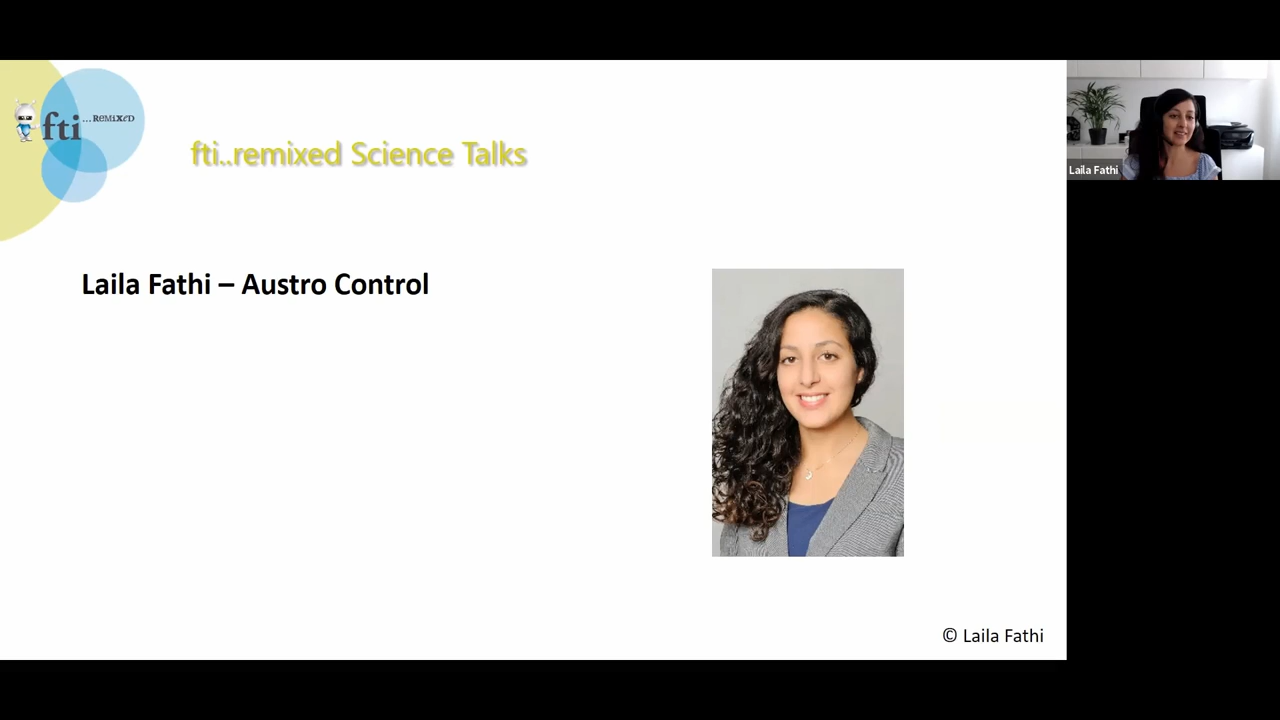 fti...REMIXED
fti..remixed Science Talks
Laila Fathi – Austro Control
© Laila Fathi
Laila Fathi